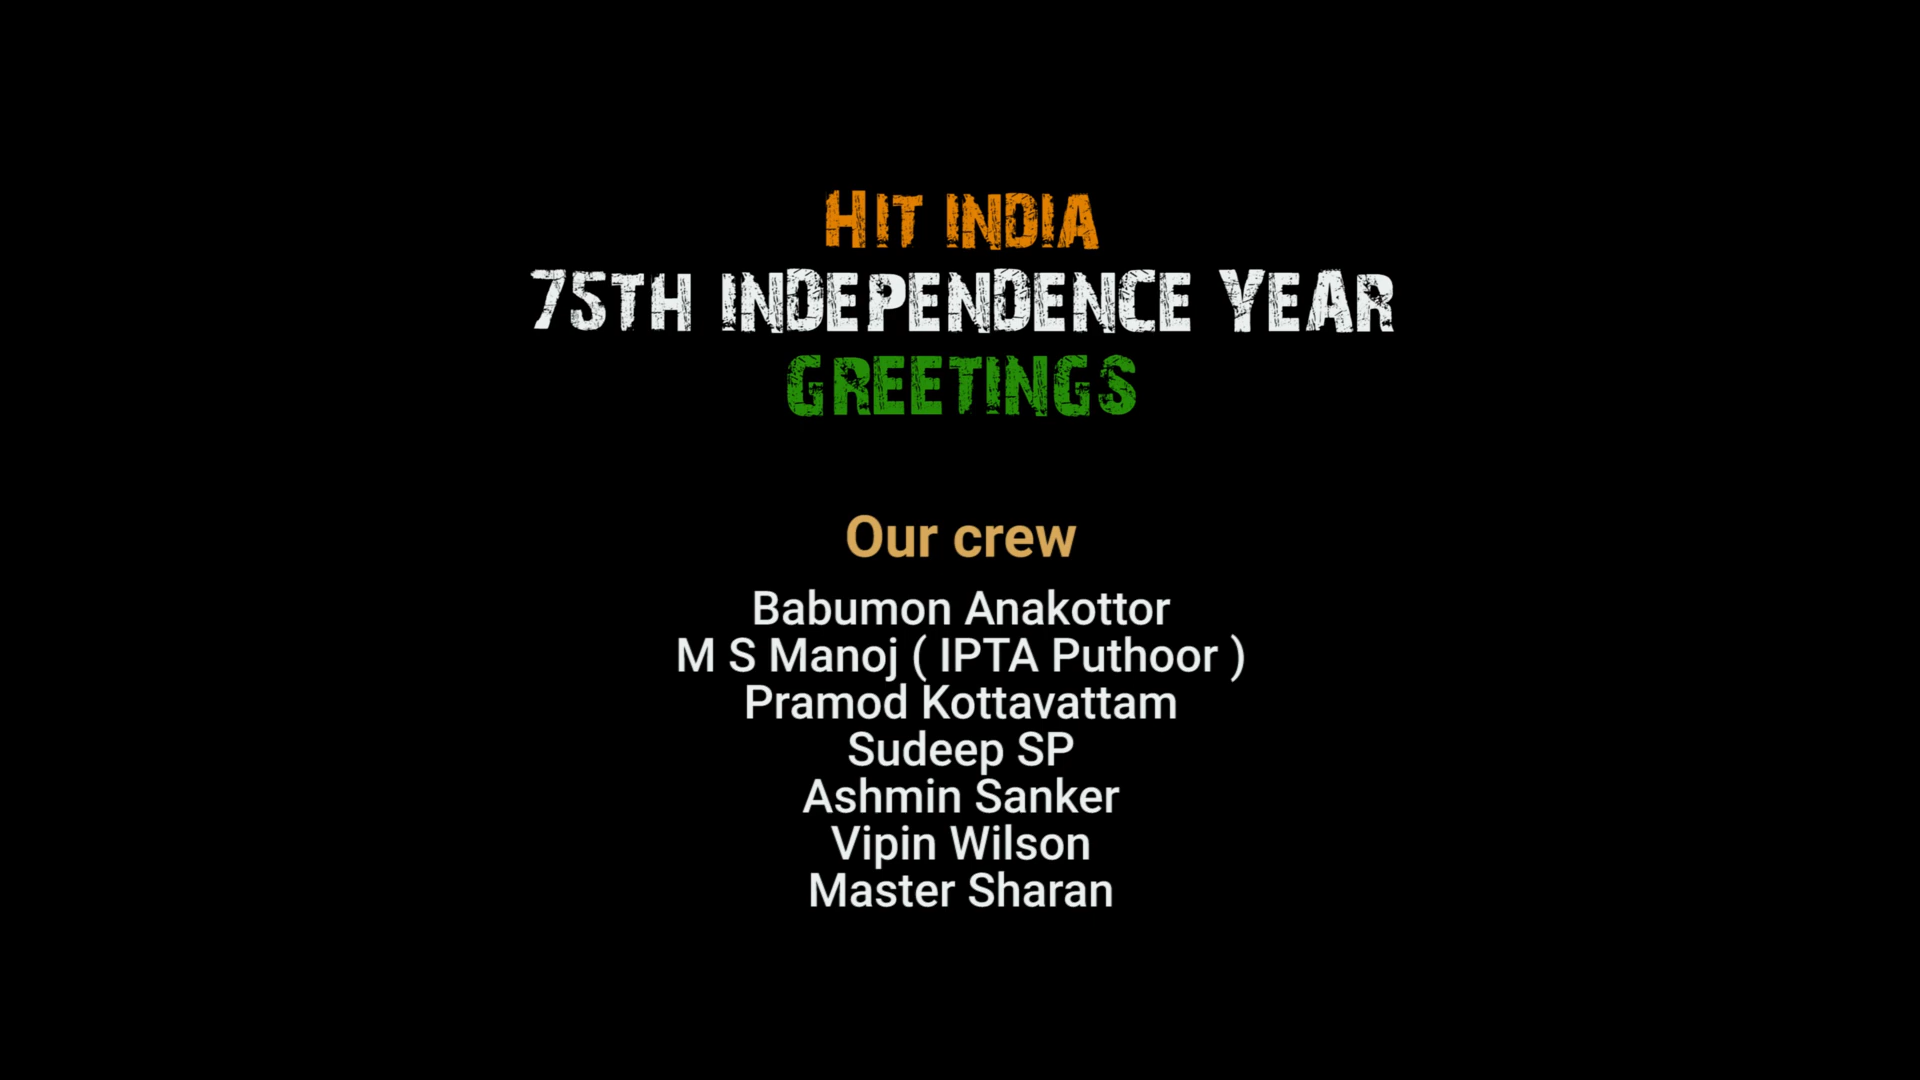 HIT INDIA
75TH INDEPENDENCE YEAR
GREETINGS
Our crew
Babumon Anakottor
M S Manoj ( IPTA Puthoor )
Pramod Kottavattam
Sudeep SP
Ashmin Sanker
Vipin Wilson
Master Sharan